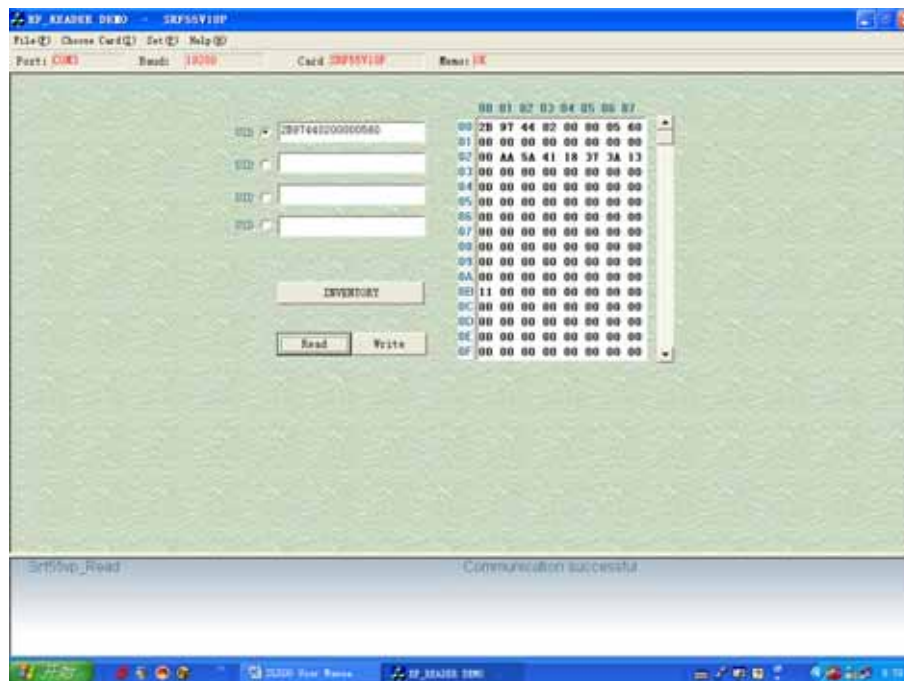 RF_READER DEMO - SRF55V10P
File(F) Choose Card(C) Set(S) Help(H)
Port: COM3 Baud: 19200 Card SRF55V10P Memo: OK
00 01 02 03 04 05 06 07
UID 2B97440200000560
UID
UID
UID
00 2B 97 44 02 00 00 05 60
01 00 00 00 00 00 00 00 00
02 00 AA 5A 41 18 37 3A 13
03 00 00 00 00 00 00 00 00
04 00 00 00 00 00 00 00 00
05 00 00 00 00 00 00 00 00
06 00 00 00 00 00 00 00 00
07 00 00 00 00 00 00 00 00
08 00 00 00 00 00 00 00 00
09 00 00 00 00 00 00 00 00
0A 00 00 00 00 00 00 00 00
0B 11 00 00 00 00 00 00 00
0C 00 00 00 00 00 00 00 00
0D 00 00 00 00 00 00 00 00
0E 00 00 00 00 00 00 00 00
0F 00 00 00 00 00 00 00 00
INVENTORY
Read Write
Srf55vp_Read Communication successful
开始 User RF_READER DEMO